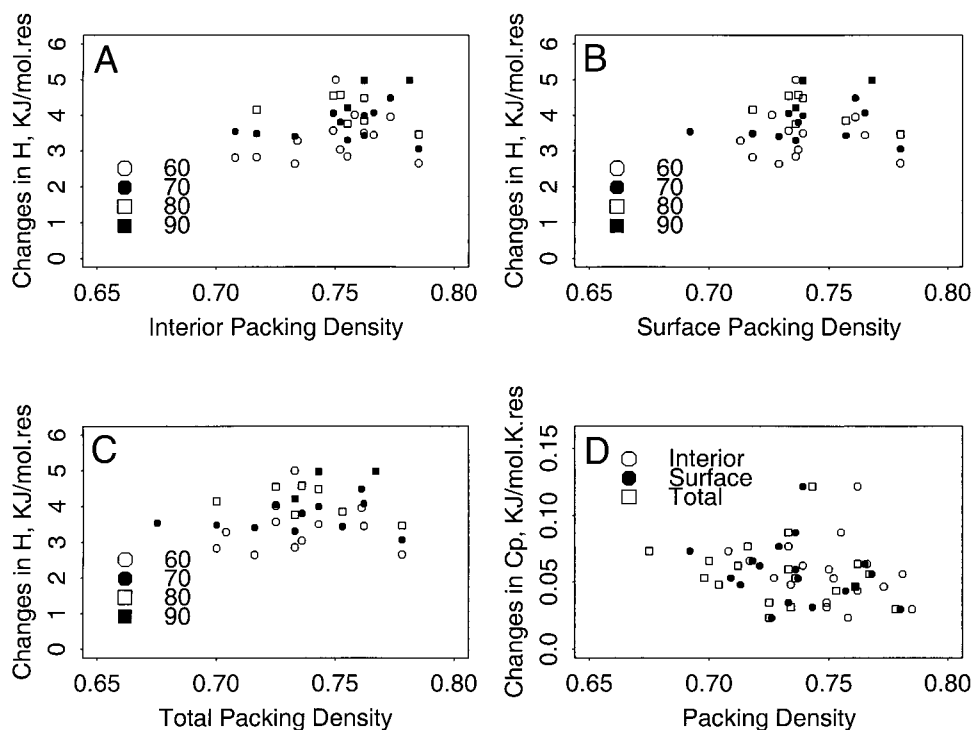 A
Changes in H, KJ/mol.res
0 1 2 3 4 5 6
60
70
80
90
0.65 0.70 0.75 0.80
Interior Packing Density
B
Changes in H, KJ/mol.res
0 1 2 3 4 5 6
60
70
80
90
0.65 0.70 0.75 0.80
Surface Packing Density
C
Changes in H, KJ/mol.res
0 1 2 3 4 5 6
60
70
80
90
0.65 0.70 0.75 0.80
Total Packing Density
D
Changes in Cp, KJ/mol.K.res
0.0 0.05 0.10 0.15
Interior
Surface
Total
0.65 0.70 0.75 0.80
Packing Density